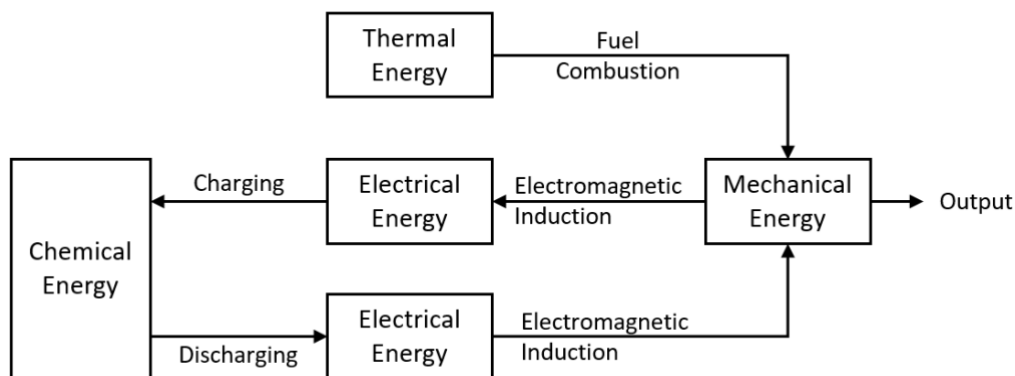 Thermal
Energy
Fuel
Combustion
Charging
Electrical
Energy
Electromagnetic
Induction
Mechanical
Energy
Output
Chemical
Energy
Discharging
Electrical
Energy
Electromagnetic
Induction